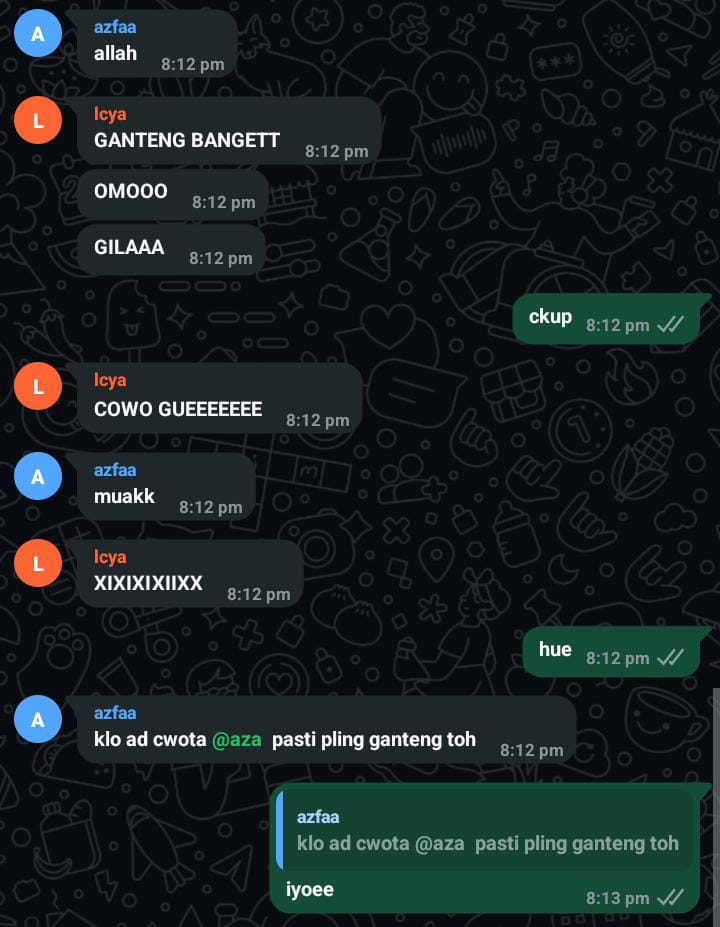 A
azfaa
allah
8:12 pm
L
lcya
GANTENG BANGETT
8:12 pm
OMOOO
8:12 pm
GILAAA
8:12 pm
ckup
8:12 pm
L
lcya
COWO GUEEEEEEE
8:12 pm
A
azfaa
muakk
8:12 pm
L
lcya
XIXIXIXIIXX
8:12 pm
hue
8:12 pm
A
azfaa
klo ad cwota @aza  pasti pling ganteng toh
8:12 pm
azfaa
klo ad cwota @aza  pasti pling ganteng toh
iyoee
8:13 pm